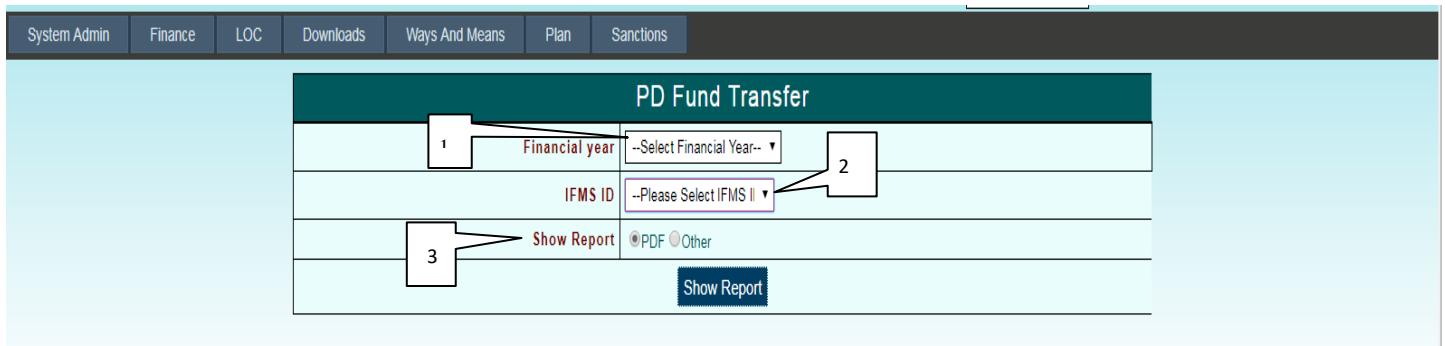 System Admin Finance LOC Downloads Ways And Means Plan Sanctions
PD Fund Transfer
1
Financial year --Select Financial Year--
2
IFMS ID --Please Select IFMS I
3
Show Report PDF Other
Show Report